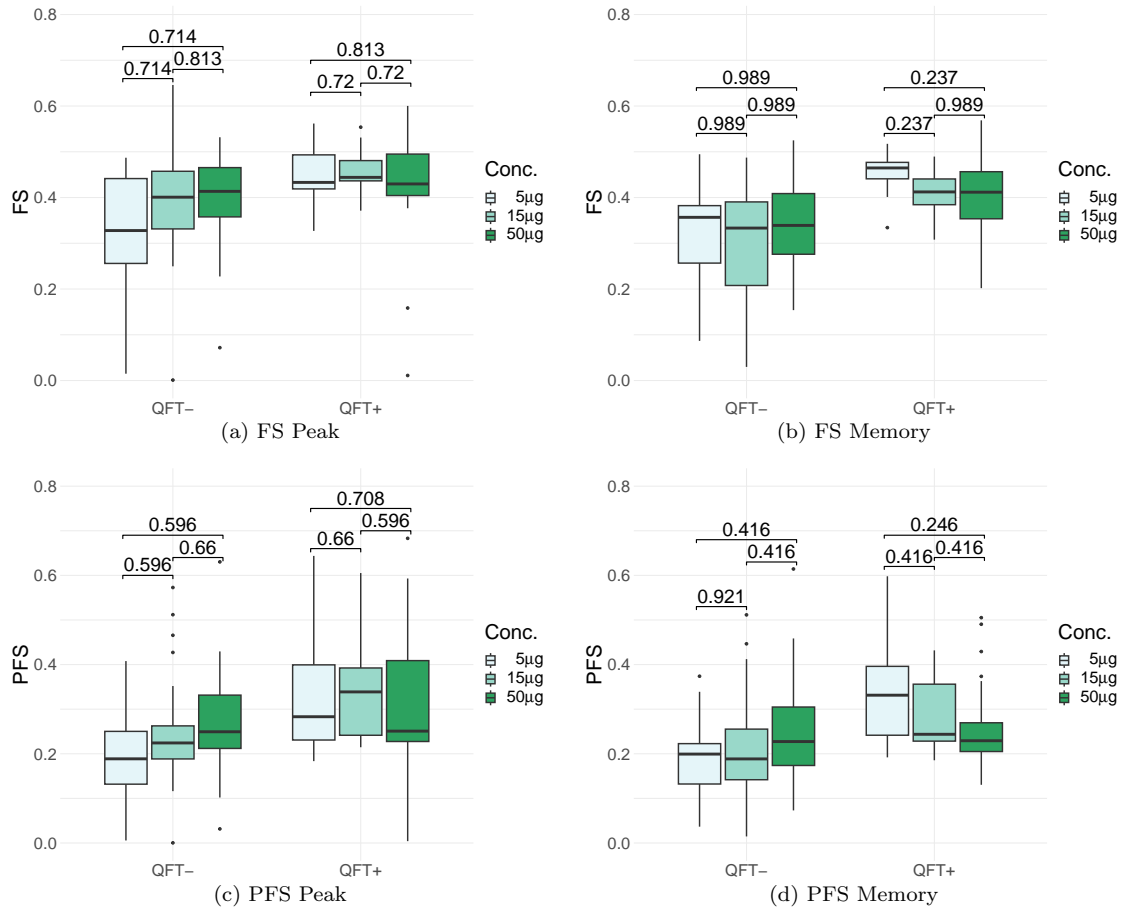 0.8
0.6
0.4
0.2
0.0
FS
0.714
0.714
0.813
0.813
0.72
0.72
QFT−
QFT+
Conc.
5μg
15μg
50μg
(a) FS Peak
0.8
0.6
0.4
0.2
0.0
FS
0.989
0.989
0.989
0.237
0.237
0.989
QFT−
QFT+
Conc.
5μg
15μg
50μg
(b) FS Memory
0.8
0.6
0.4
0.2
0.0
PFS
0.596
0.596
0.66
0.708
0.66
0.596
QFT−
QFT+
Conc.
5μg
15μg
50μg
(c) PFS Peak
0.8
0.6
0.4
0.2
0.0
PFS
0.416
0.921
0.416
0.246
0.416
0.416
QFT−
QFT+
Conc.
5μg
15μg
50μg
(d) PFS Memory